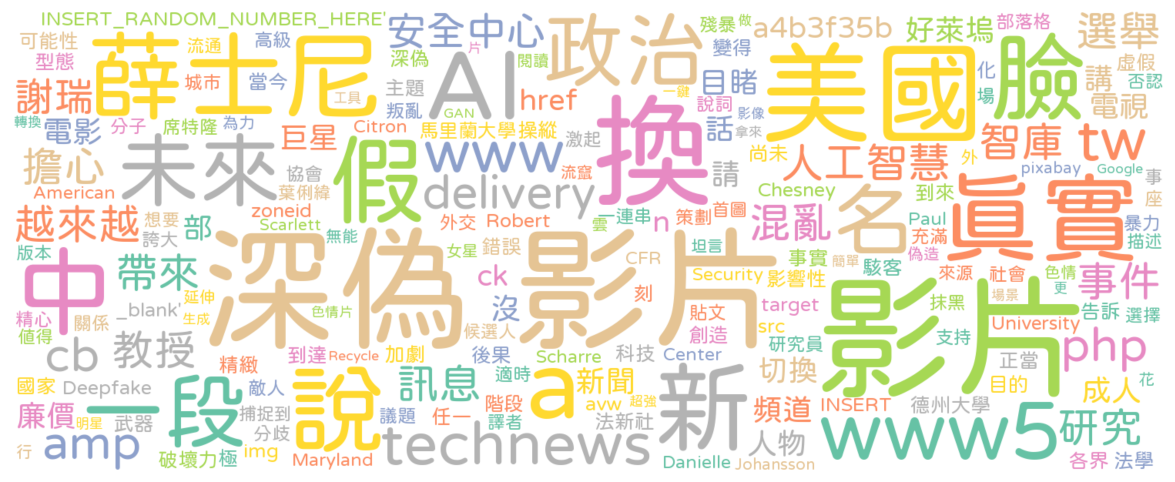 INSERT_RANDOM_NUMBER_HERE'
安全中心
殘暴
做
a4b3f35b
好萊塢
部落格
選舉
可能性
流通
高級
深偽
片
閱讀
政治
變得
型態
薛士尼
AI
目睹
美國
臉
化
講
虛假
謝瑞
城市
當今
主題
href
一鍵
場
否認
工具
叛亂
GAN
換
說詞
影像
電視
轉換
電影
分子
席特隆
為力
巨星
Citron
馬里蘭大學
操縱
激起
話
拿來
智庫
tw
擔心
未來
協會
假
www
流竄
尚未
人工智慧
外
pixabay
Google
American
葉俐緯
delivery
請
Chesney
到來
事
座
越來越
想要
誇大
部
zoneid
Scarlett
無能
外交
Robert
一連串
雲
n
策劃
首圖
混亂
名
Paul
充滿
真實
暴力
描述
版本
中
帶來
深偽影片
女星
錯誤
CFR
坦言
事實
偽造
簡單
駭客
來源
社會
色情
更
_blank'
延伸
生成
色情片
ck
沒
候選人
刻
Security
影響性
影片
抹黑
場景
事件
精心
關係
值得
cb
教授
精緻
到達
Recycle
加劇
後果
貼文
創造
target
src
研究員
University
支持
告訴
選擇
php
國家
Deepfake
敵人
訊息
適時
Scharre
科技
Center
切換
正當
目的
成人
花
廉價
明星
一段
武器
捕捉到
分歧
說
議題
任一
階段
譯者
a
新聞
avw
超強
法新社
新
頻道
INSERT
德州大學
人物
www5
研究
行
amp
破壞力
極
img
Maryland
technews
Danielle
Johansson
各界
法學